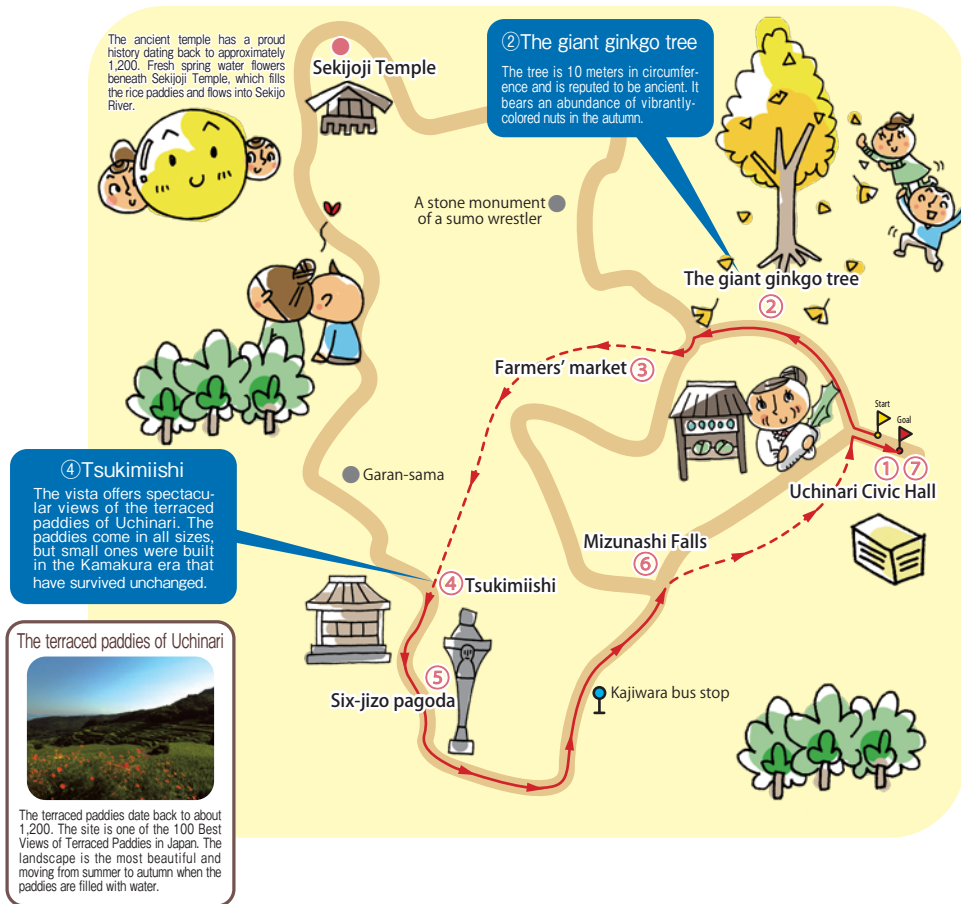 The ancient temple has a proud
history dating back to approximately
1,200. Fresh spring water flowers
beneath Sekijoji Temple, which fills
the rice paddies and flows into Sekijo
River.
Sekijoji Temple
②The giant ginkgo tree
The tree is 10 meters in circumfer-
ence and is reputed to be ancient. It
bears an abundance of vibrantly-
colored nuts in the autumn.
A stone monument
of a sumo wrestler
The giant ginkgo tree
②
Farmers' market ③
Start
Goal
① ⑦
Uchinari Civic Hall
Garan-sama
④Tsukimiishi
The vista offers spectacu-
lar views of the terraced
paddies of Uchinari. The
paddies come in all sizes,
but small ones were built
in the Kamakura era that
have survived unchanged.
Mizunashi Falls
⑥
④ Tsukimiishi
⑤
Six-jizo pagoda
Kajiwara bus stop
The terraced paddies of Uchinari
The terraced paddies date back to about
1,200. The site is one of the 100 Best
Views of Terraced Paddies in Japan. The
landscape is the most beautiful and
moving from summer to autumn when the
paddies are filled with water.